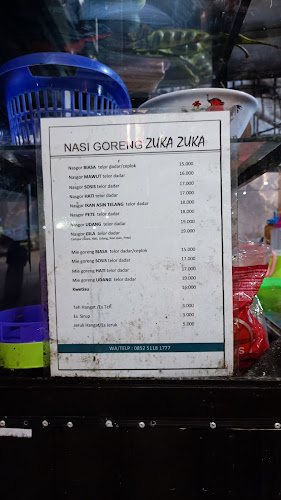 NASI GORENG ZUKA ZUKA
Nasgor BIASA telor dadar/ceplok 15.000
Nasgor MAWUT telor dadar 16.000
Nasgor SOSIS telor dadar 17.000
Nasgor HATI telor dadar 17.000
Nasgor IKAN ASIN TELANG telor dadar 18.000
Nasgor PETE telor dadar 18.000
Nasgor UDANG telor dadar 19.000
Nasgor GILA telor dadar 20.000
Mie goreng BIASA telor dadar/ceplok 15.000
Mie goreng SOSIS telor dadar 17.000
Mie goreng HATI telor dadar 17.000
Mie goreng UDANG telor dadar 19.000
Kwetiau
Teh Hangat /Es Teh 3.000
Es Sirup 3.000
Jeruk Hangat/Es Jeruk 5.000
WA/TELP : 0852 5118 1777